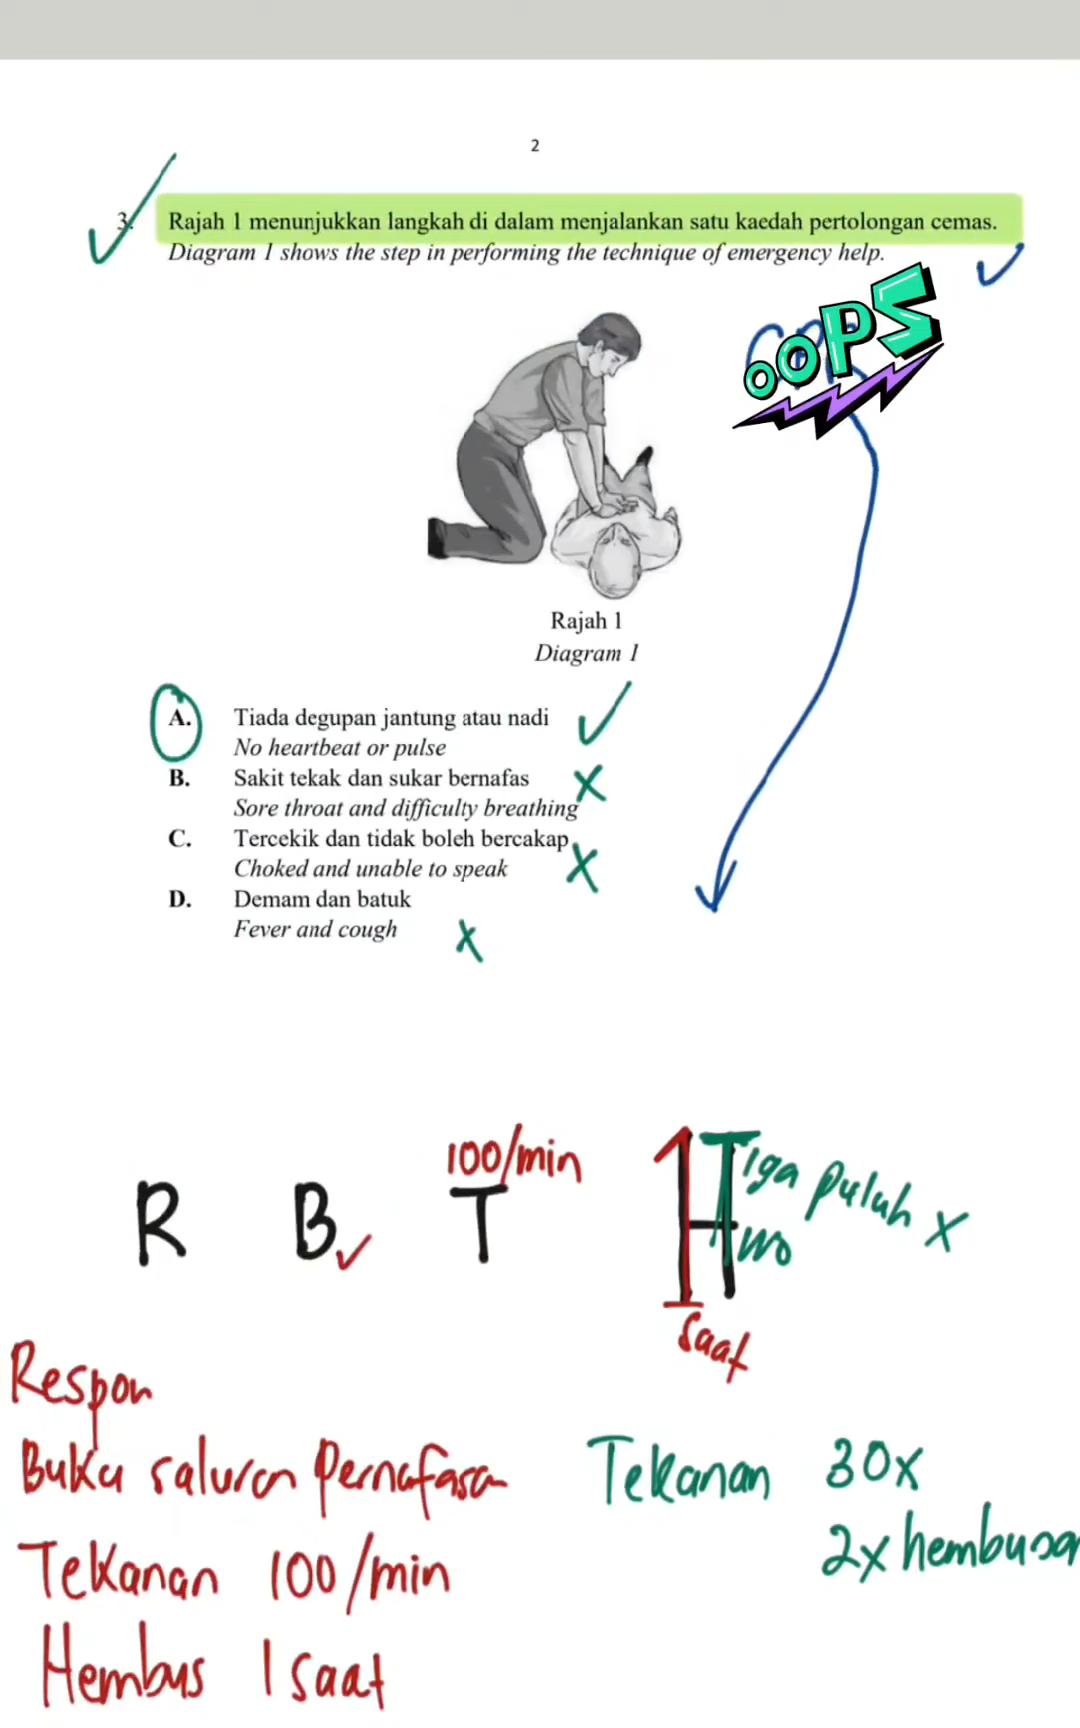 2
3. Rajah 1 menunjukkan langkah di dalam menjalankan satu kaedah pertolongan cemas.
Diagram 1 shows the step in performing the technique of emergency help.
OOPS
Rajah 1
Diagram 1
A. Tiada degupan jantung atau nadi
No heartbeat or pulse
B. Sakit tekak dan sukar bernafas
Sore throat and difficulty breathing
C. Tercekik dan tidak boleh bercakap
Choked and unable to speak
D. Demam dan batuk
Fever and cough
100/min
R B T H
1
Tiga puluh x
Two
saat
Respon
Buka saluran Pernafasan
Tekanan 100/min
Hembus 1 saat
Tekanan 30x
2x hembusan